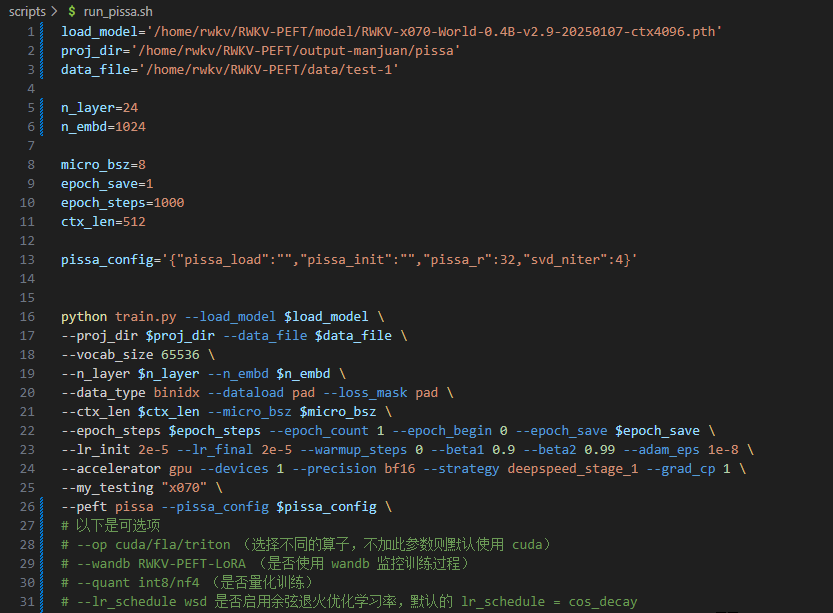 scripts > $ run_pissa.sh
1 load_model='/home/rwkv/RWKV-PEFT/model/RWKV-x070-World-0.4B-v2.9-20250107-ctx4096.pth'
2 proj_dir='/home/rwkv/RWKV-PEFT/output-manjuan/pissa'
3 data_file='/home/rwkv/RWKV-PEFT/data/test-1'
4
5 n_layer=24
6 n_embd=1024
7
8 micro_bsz=8
9 epoch_save=1
10 epoch_steps=1000
11 ctx_len=512
12
13 pissa_config='{"pissa_load":"","pissa_init":"","pissa_r":32,"svd_niter":4}'
14
15
16 python train.py --load_model $load_model \
17 --proj_dir $proj_dir --data_file $data_file \
18 --vocab_size 65536 \
19 --n_layer $n_layer --n_embd $n_embd \
20 --data_type binidx --dataload pad --loss_mask pad \
21 --ctx_len $ctx_len --micro_bsz $micro_bsz \
22 --epoch_steps $epoch_steps --epoch_count 1 --epoch_begin 0 --epoch_save $epoch_save \
23 --lr_init 2e-5 --lr_final 2e-5 --warmup_steps 0 --beta1 0.9 --beta2 0.99 --adam_eps 1e-8 \
24 --accelerator gpu --devices 1 --precision bf16 --strategy deepspeed_stage_1 --grad_cp 1 \
25 --my_testing "x070" \
26 --peft pissa --pissa_config $pissa_config \
27 # 以下是可选项
28 # --op cuda/fla/triton （选择不同的算子，不加此参数则默认使用 cuda）
29 # --wandb RWKV-PEFT-LoRA （是否使用 wandb 监控训练过程）
30 # --quant int8/nf4 （是否量化训练）
31 # --lr_schedule wsd 是否启用余弦退火优化学习率，默认的 lr_schedule = cos_decay